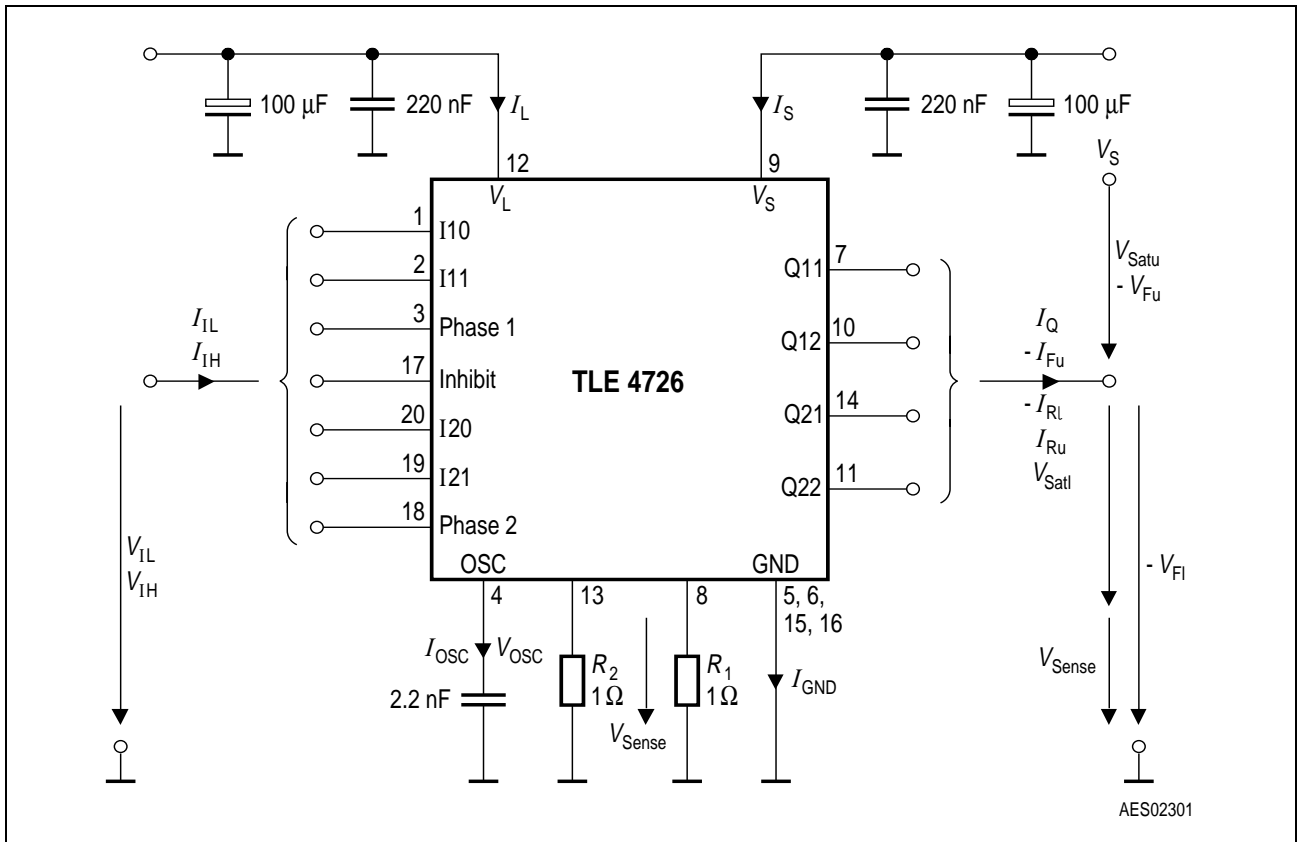 100 μF
220 nF
I_L
I_S
220 nF
100 μF
12
9
V_S
V_L
V_S
1
I10
2
I11
3
Phase 1
17
Inhibit
20
I20
19
I21
18
Phase 2
TLE 4726
7
Q11
10
Q12
14
Q21
11
Q22
I_IL
I_IH
V_IL
V_IH
V_Satu
- V_Fu
I_Q
- I_Fu
- I_Rl
I_Ru
V_Satl
- V_Fl
V_Sense
OSC
GND
4
13
8
5, 6,
15, 16
I_OSC
V_OSC
2.2 nF
R_2
1 Ω
V_Sense
R_1
1 Ω
I_GND
AES02301